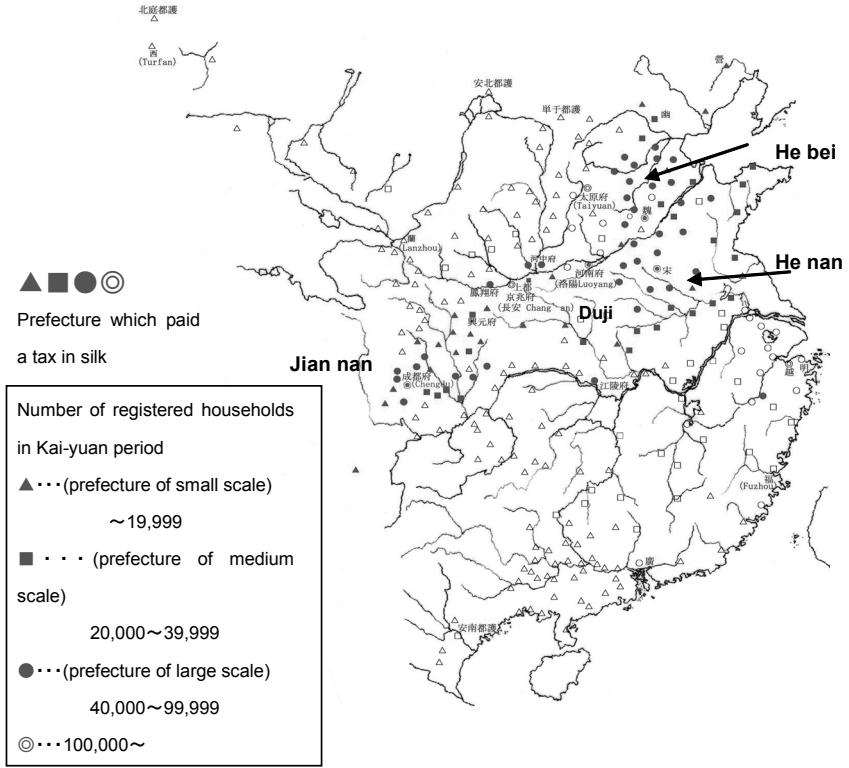 北庭都護
西
(Turfan)
安北都護
単于都護
營
幽
He bei
太原府
(Taiyuan)
魏
蘭
(Lanzhou)
河中府
河南府
(洛陽Luoyang)
宋
He nan
鳳翔府
上都
京兆府
(長安 Chang'an)
Duji
興元府
Jian nan
成都府
(Chengdu)
江陵府
越
明
福
(Fuzhou)
廣
安南都護
▲■●◎
Prefecture which paid
a tax in silk
Number of registered households
in Kai-yuan period
▲・・・(prefecture of small scale)
～19,999
■・・・(prefecture of medium
scale)
20,000～39,999
●・・・(prefecture of large scale)
40,000～99,999
◎・・・100,000～